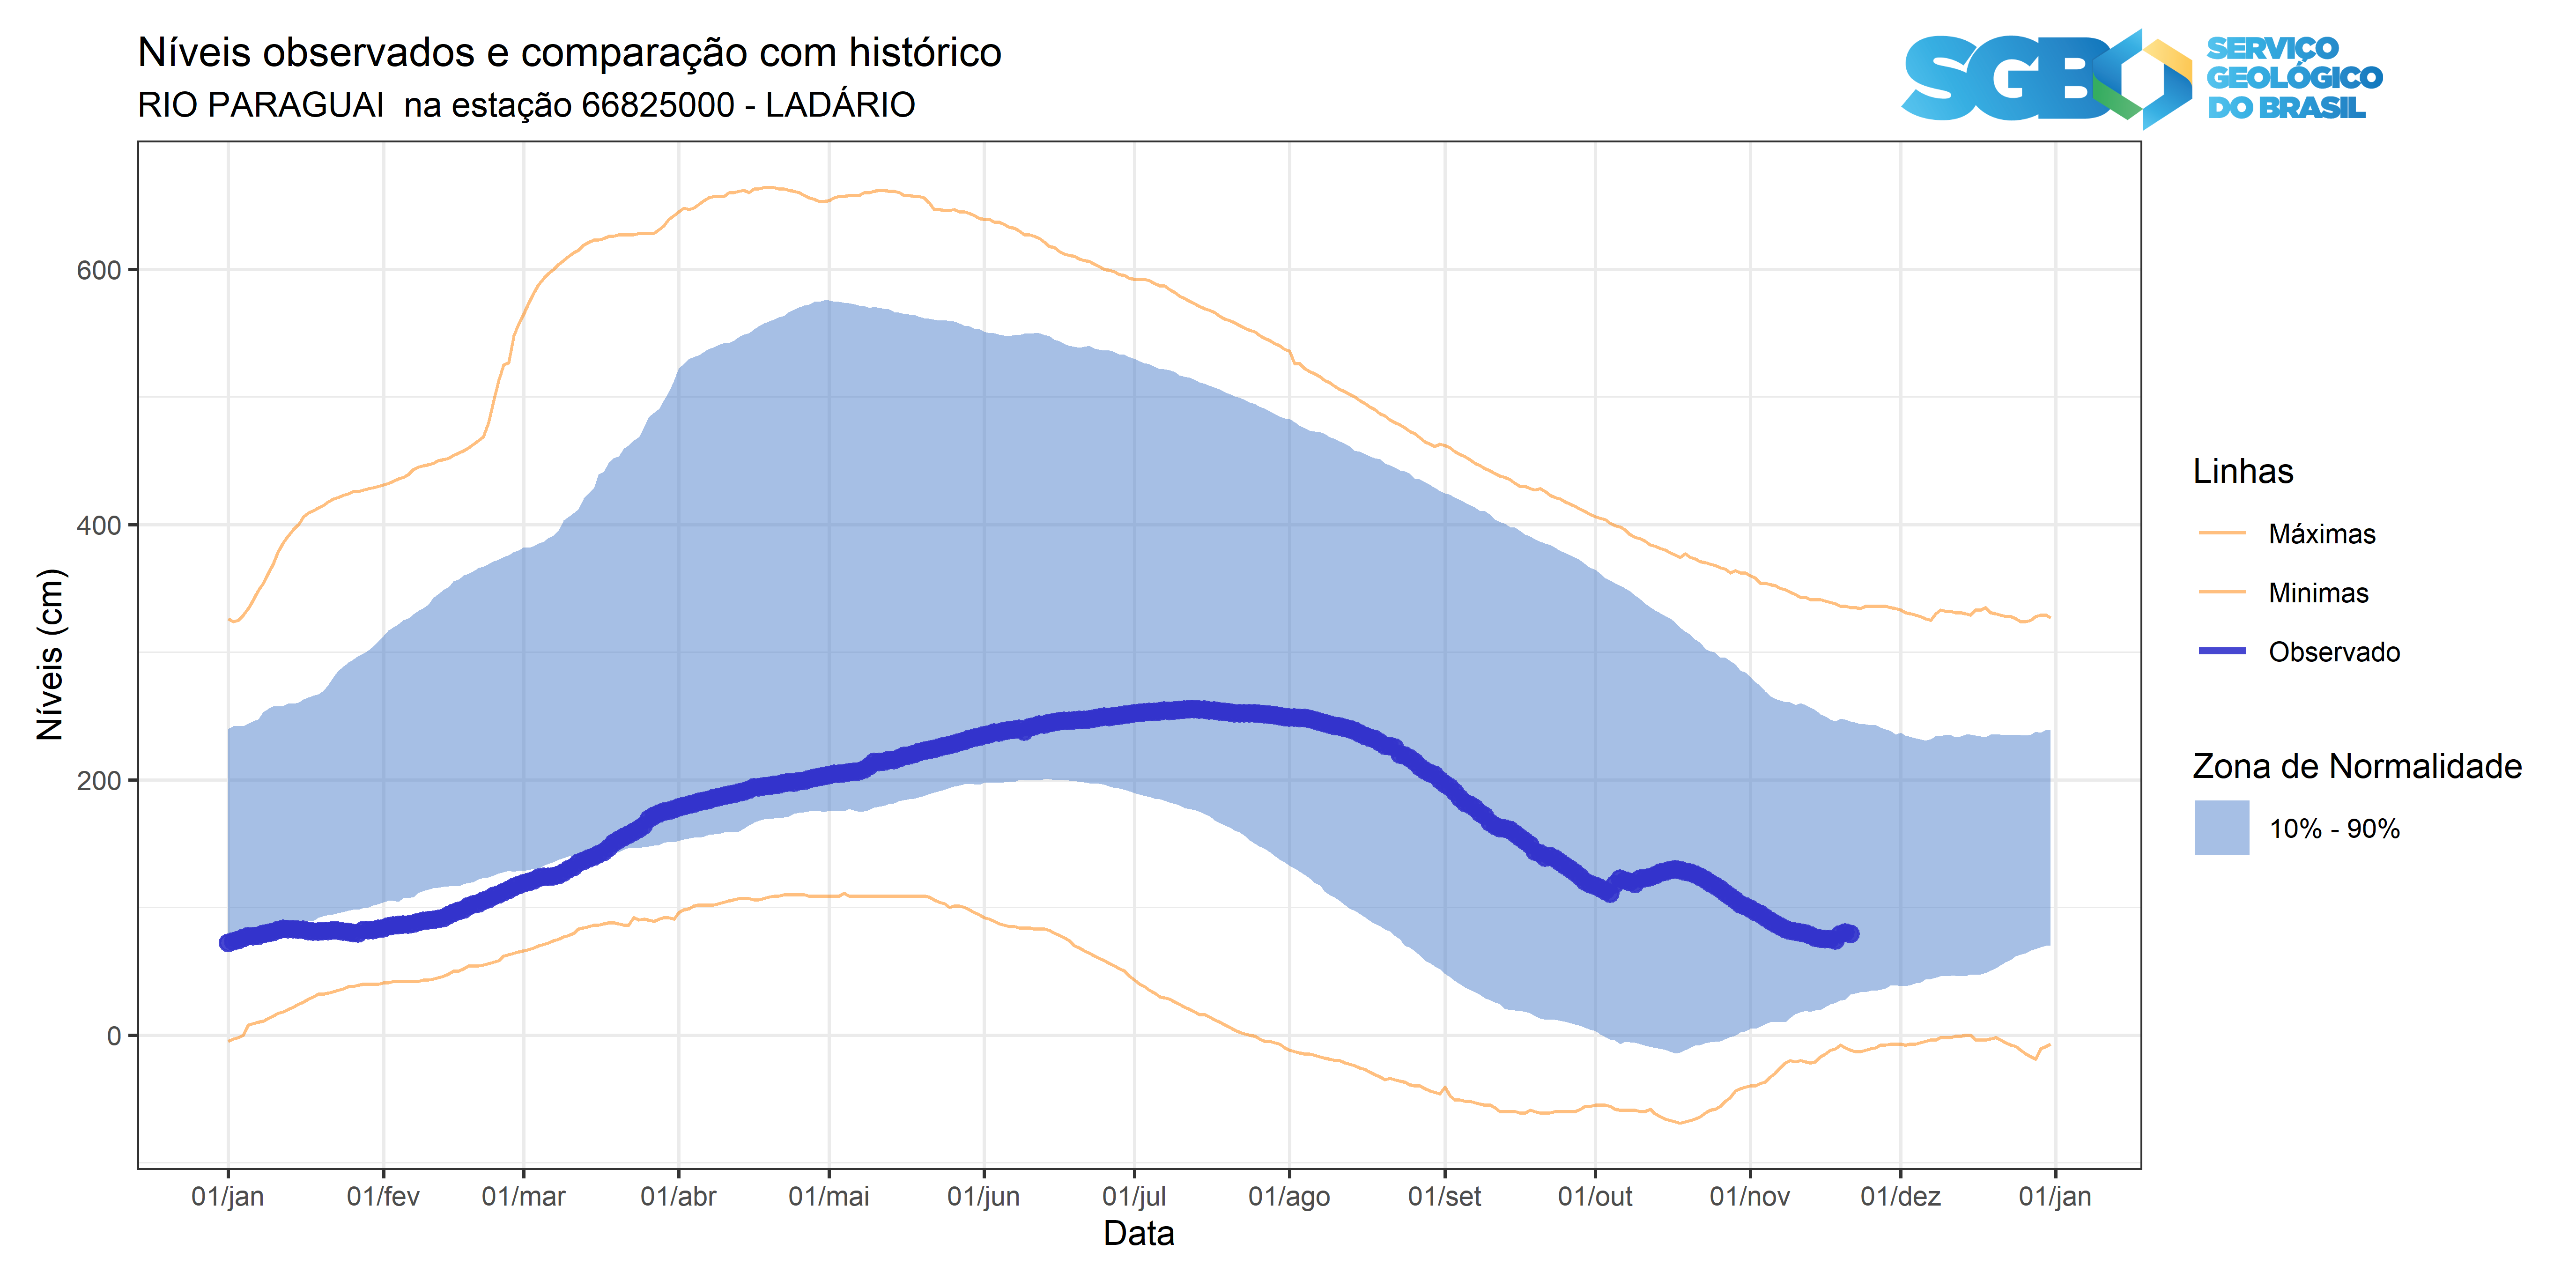 Níveis observados e comparação com histórico
RIO PARAGUAI  na estação 66825000 - LADÁRIO
SGB
SERVIÇO
GEOLÓGICO
DO BRASIL
Níveis (cm)
600
400
200
0
01/jan
01/fev
01/mar
01/abr
01/mai
01/jun
01/jul
01/ago
01/set
01/out
01/nov
01/dez
01/jan
Data
Linhas
Máximas
Minimas
Observado
Zona de Normalidade
10% - 90%